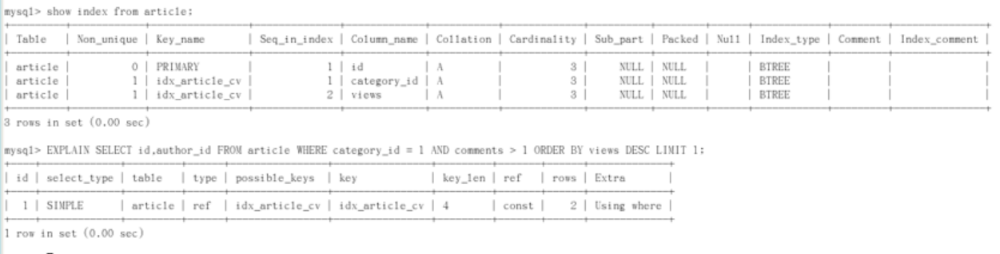 mysql> show index from article;
| Table | Non_unique | Key_name | Seq_in_index | Column_name | Collation | Cardinality | Sub_part | Packed | Null | Index_type | Comment | Index_comment |
| article | 0 | PRIMARY | 1 | id | A | 3 | NULL | NULL | | BTREE | | |
| article | 1 | idx_article_cv | 1 | category_id | A | 3 | NULL | NULL | | BTREE | | |
| article | 1 | idx_article_cv | 2 | views | A | 3 | NULL | NULL | | BTREE | | |
3 rows in set (0.00 sec)
mysql> EXPLAIN SELECT id,author_id FROM article WHERE category_id = 1 AND comments > 1 ORDER BY views DESC LIMIT 1;
| id | select_type | table | type | possible_keys | key | key_len | ref | rows | Extra |
| 1 | SIMPLE | article | ref | idx_article_cv | idx_article_cv | 4 | const | 2 | Using where |
1 row in set (0.00 sec)